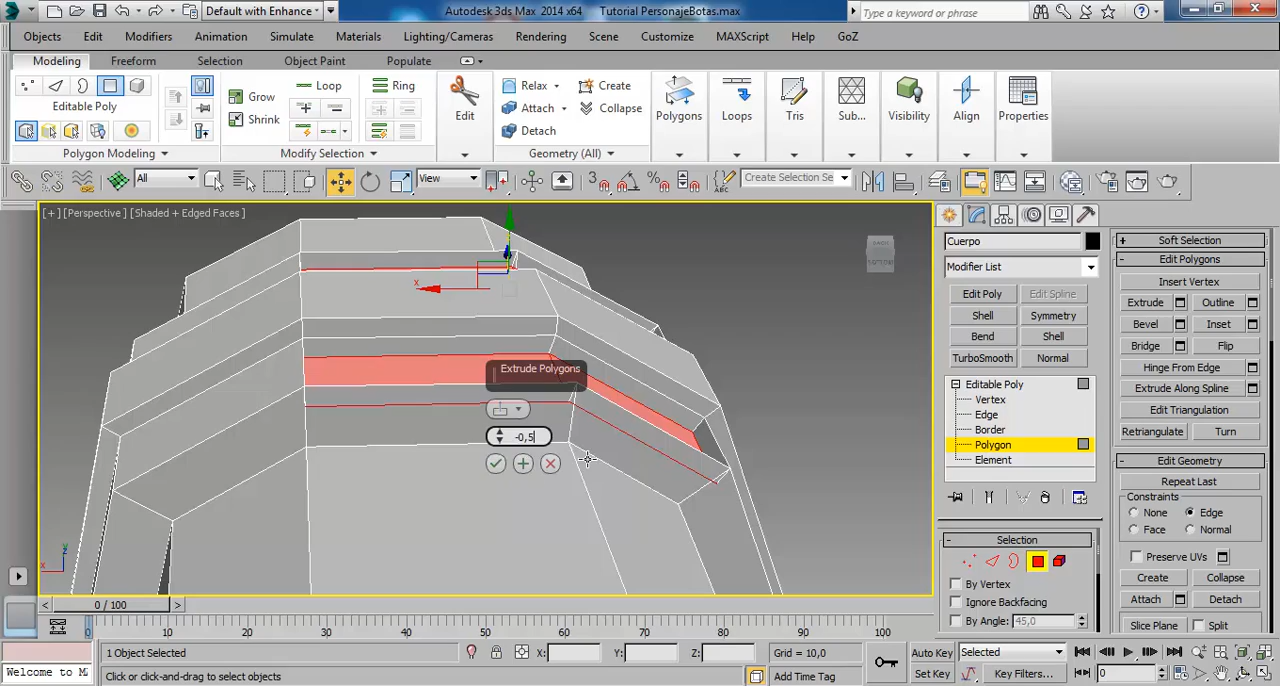 Default with Enhance
Autodesk 3ds Max 2014 x64
Tutorial PersonajeBotas.max
Type a keyword or phrase
Objects
Edit
Modifiers
Animation
Simulate
Materials
Lighting/Cameras
Rendering
Scene
Customize
MAXScript
Help
GoZ
Modeling
Freeform
Selection
Object Paint
Populate
Editable Poly
Polygon Modeling
Grow
Shrink
Loop
Ring
Modify Selection
Edit
Relax
Create
Attach
Collapse
Detach
Geometry (All)
Polygons
Loops
Tris
Sub...
Visibility
Align
Properties
All
View
Create Selection Se
[+] [Perspective] [Shaded + Edged Faces]
x
BACK
Extrude Polygons
-0,5
x
z
y
Cuerpo
Modifier List
Edit Poly
Edit Spline
Shell
Symmetry
Bend
Shell
TurboSmooth
Normal
Editable Poly
Vertex
Edge
Border
Polygon
Element
Selection
By Vertex
Ignore Backfacing
By Angle: 45,0
Soft Selection
Edit Polygons
Insert Vertex
Extrude
Outline
Bevel
Inset
Bridge
Flip
Hinge From Edge
Extrude Along Spline
Edit Triangulation
Retriangulate
Turn
Edit Geometry
Repeat Last
Constraints
None
Edge
Face
Normal
Preserve UVs
Create
Collapse
Attach
Detach
Slice Plane
Split
0 / 100
0
10
20
30
40
50
60
70
80
90
100
1 Object Selected
X:
Y:
Z:
Grid = 10,0
Auto Key
Selected
Welcome to M
Click or click-and-drag to select objects
Add Time Tag
Set Key
Key Filters...
0